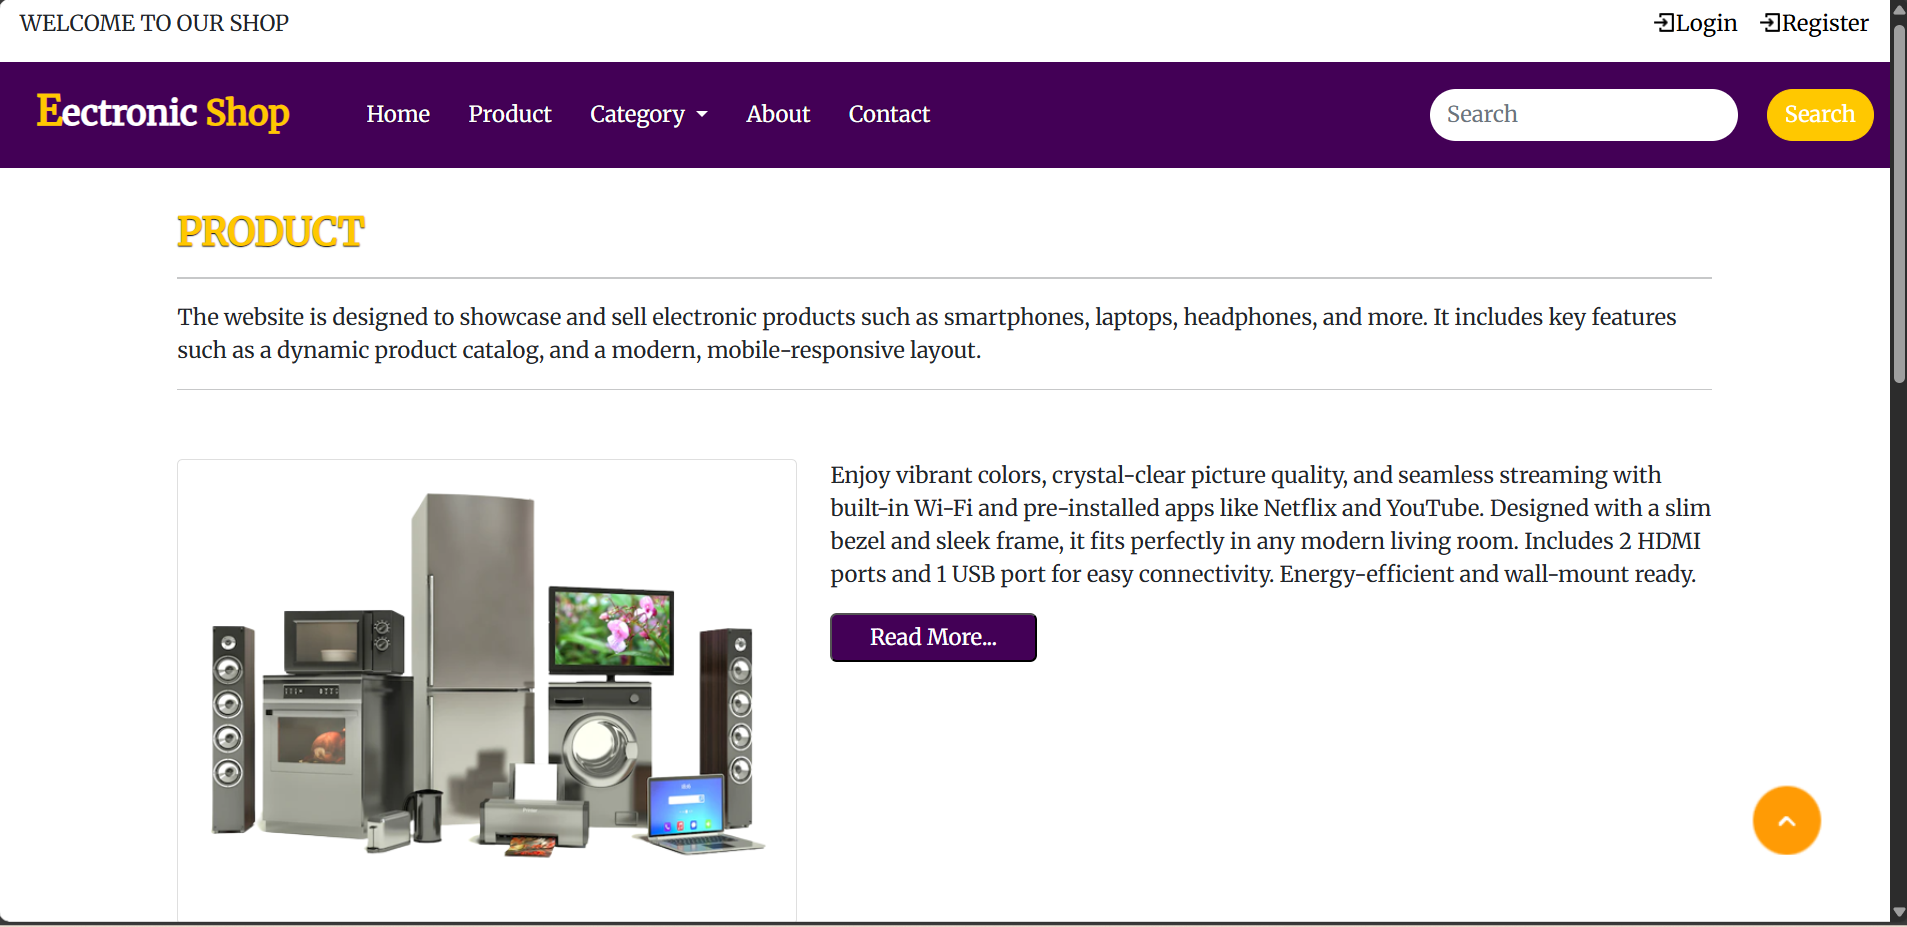 WELCOME TO OUR SHOP
Login Register
Eectronic Shop Home Product Category About Contact Search Search
PRODUCT
The website is designed to showcase and sell electronic products such as smartphones, laptops, headphones, and more. It includes key features
such as a dynamic product catalog, and a modern, mobile-responsive layout.
Enjoy vibrant colors, crystal-clear picture quality, and seamless streaming with
built-in Wi-Fi and pre-installed apps like Netflix and YouTube. Designed with a slim
bezel and sleek frame, it fits perfectly in any modern living room. Includes 2 HDMI
ports and 1 USB port for easy connectivity. Energy-efficient and wall-mount ready.
Read More...